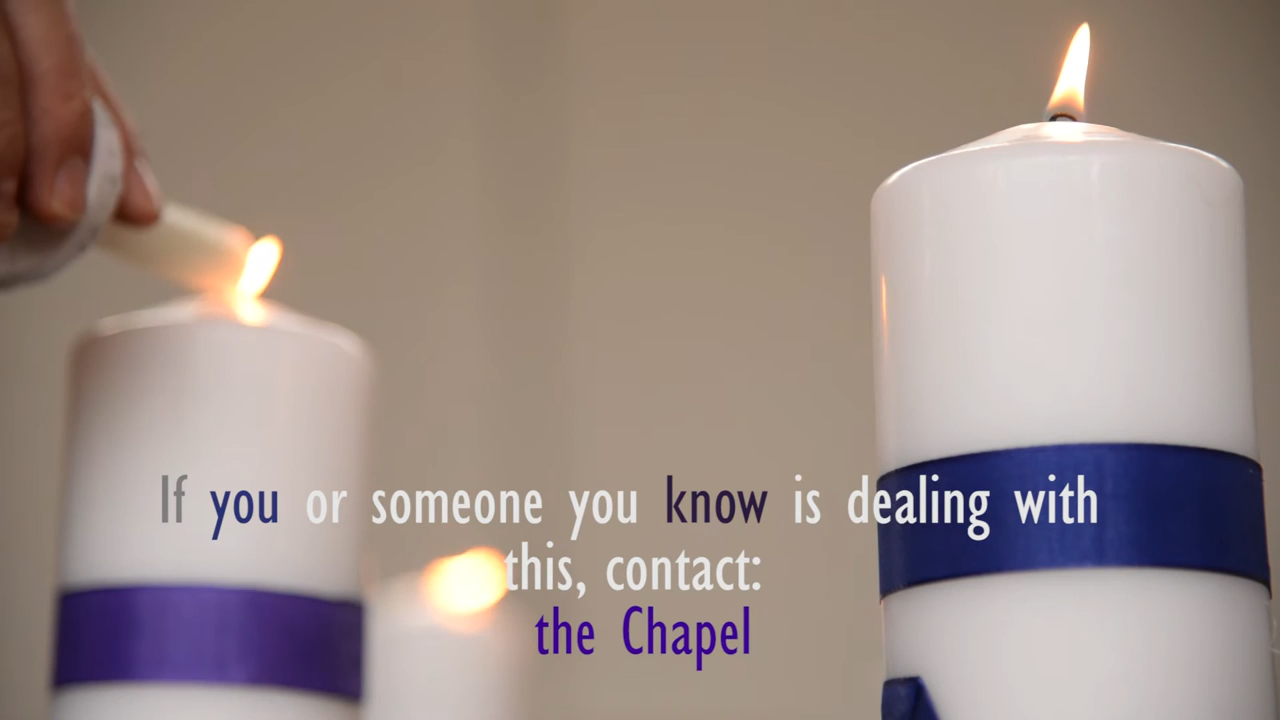 If you or someone you know is dealing with
this, contact:
the Chapel